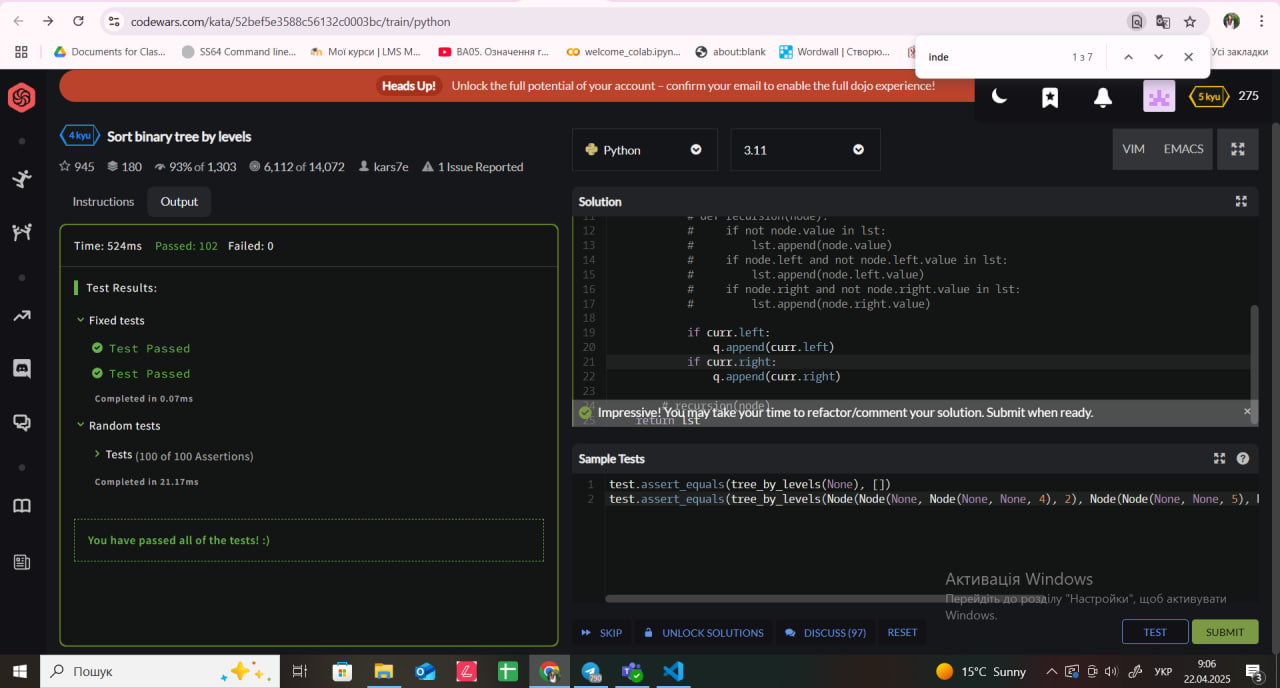 codewars.com/kata/52bef5e3588c56132c0003bc/train/python
Documents for Clas...
SS64 Command line...
Мої курси | LMS M...
BA05. Означення г...
welcome_colab.ipyn...
about:blank
Wordwall | Створю...
Усі закладки
inde
1 з 7
Heads Up! Unlock the full potential of your account – confirm your email to enable the full dojo experience!
5 kyu 275
4 kyu Sort binary tree by levels
945 180 93% of 1,303 6,112 of 14,072 kars7e 1 Issue Reported
Instructions Output
Time: 524ms Passed: 102 Failed: 0
Test Results:
Fixed tests
Test Passed
Test Passed
Completed in 0.07ms
Random tests
Tests (100 of 100 Assertions)
Completed in 21.17ms
You have passed all of the tests! :)
Python 3.11 VIM EMACS
Solution
11 # def recursion(node):
12 # if not node.value in lst:
13 # lst.append(node.value)
14 # if node.left and not node.left.value in lst:
15 # lst.append(node.left.value)
16 # if node.right and not node.right.value in lst:
17 # lst.append(node.right.value)
18
19 if curr.left:
20 q.append(curr.left)
21 if curr.right:
22 q.append(curr.right)
23
24 # recursion(node)
Impressive! You may take your time to refactor/comment your solution. Submit when ready.
25 return lst
Sample Tests
1 test.assert_equals(tree_by_levels(None), [])
2 test.assert_equals(tree_by_levels(Node(Node(None, Node(None, None, 4), 2), Node(Node(None, None, 5),
Активація Windows
Перейдіть до розділу "Настройки", щоб активувати
Windows.
SKIP UNLOCK SOLUTIONS DISCUSS (97) RESET TEST SUBMIT
Пошук
15°C Sunny
УКР
9:06
22.04.2025
3